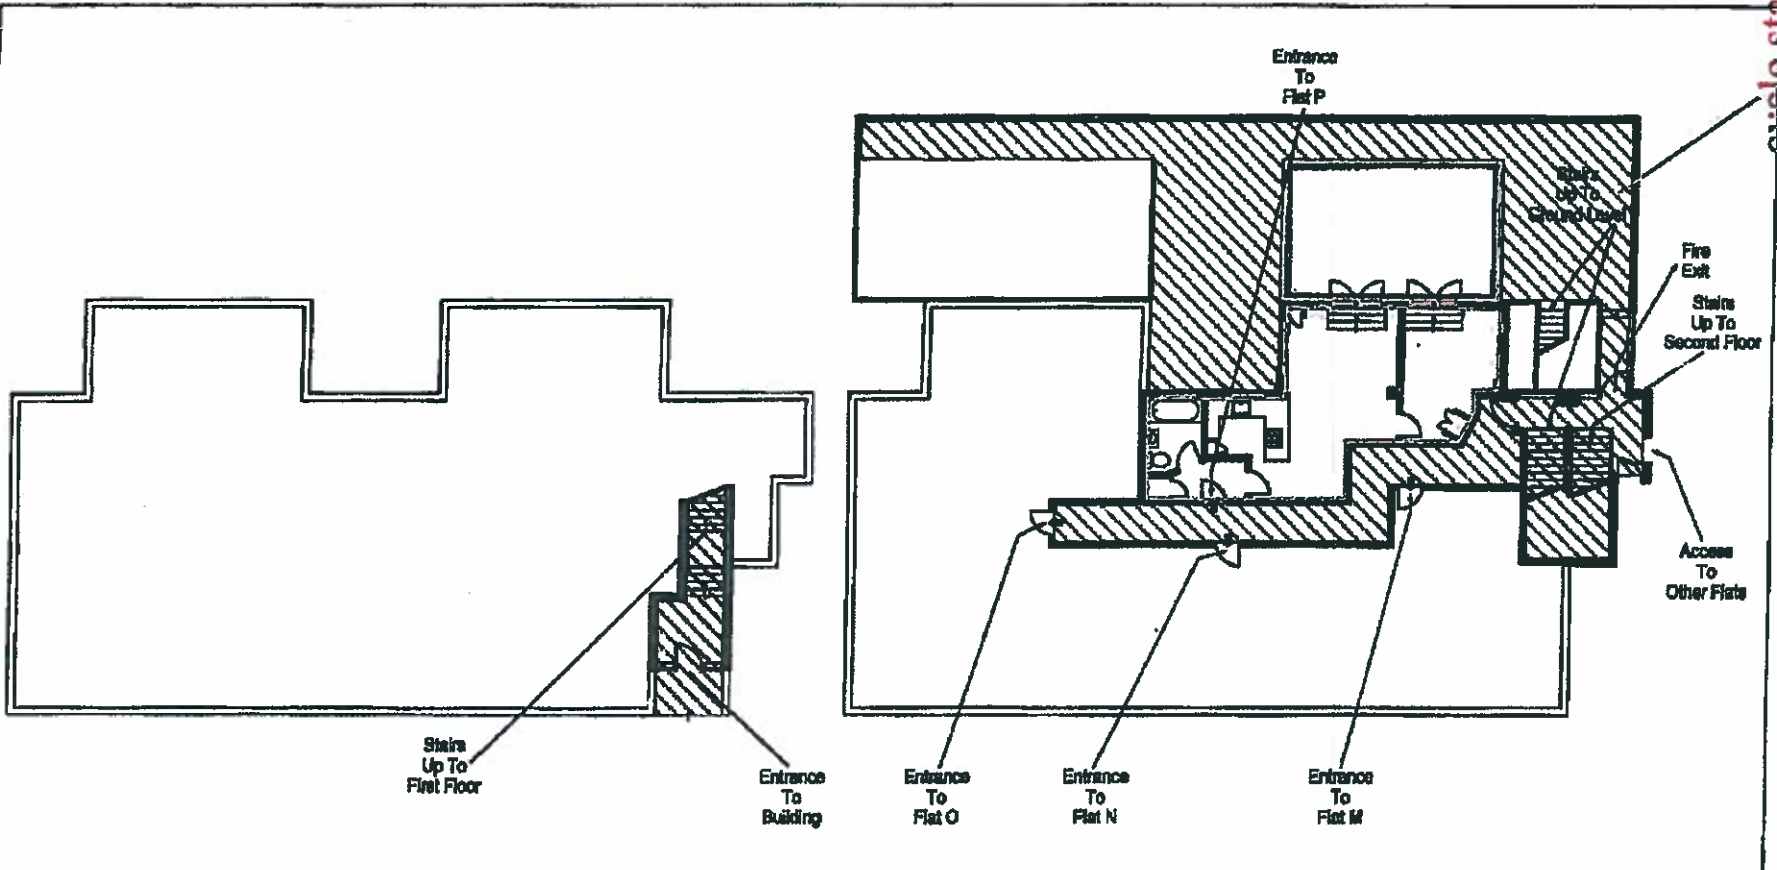 Entrance
To
Flat P
Stairs
Up To
Ground Level
Fire
Exit
Stairs
Up To
Second Floor
Access
To
Other Flats
Stairs
Up To
First Floor
Entrance
To
Building
Entrance
To
Flat O
Entrance
To
Flat N
Entrance
To
Flat M